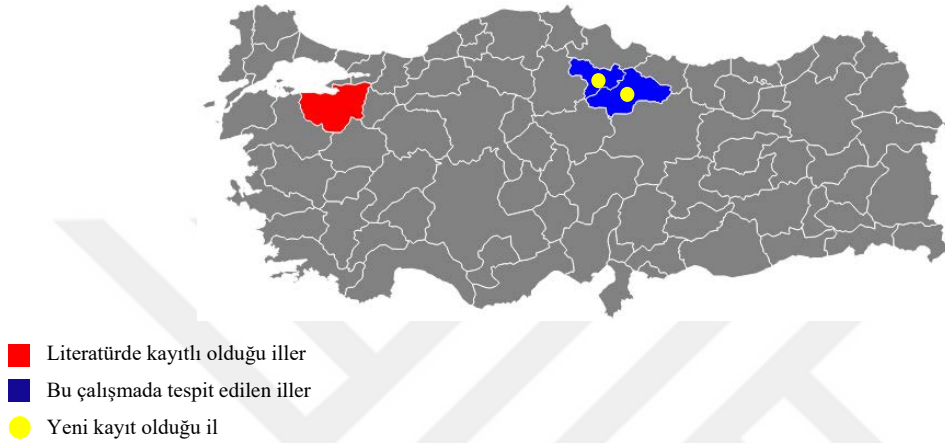 Literatürde kayıtlı olduğu iller
Bu çalışmada tespit edilen iller
Yeni kayıt olduğu il